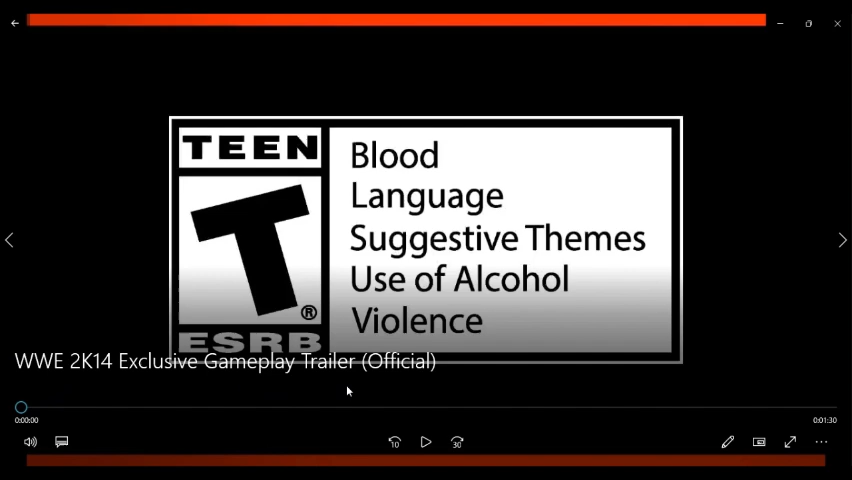 TEEN
T®
ESRB
Blood
Language
Suggestive Themes
Use of Alcohol
Violence
WWE 2K14 Exclusive Gameplay Trailer (Official)
0:00:00
0:01:30
10
30